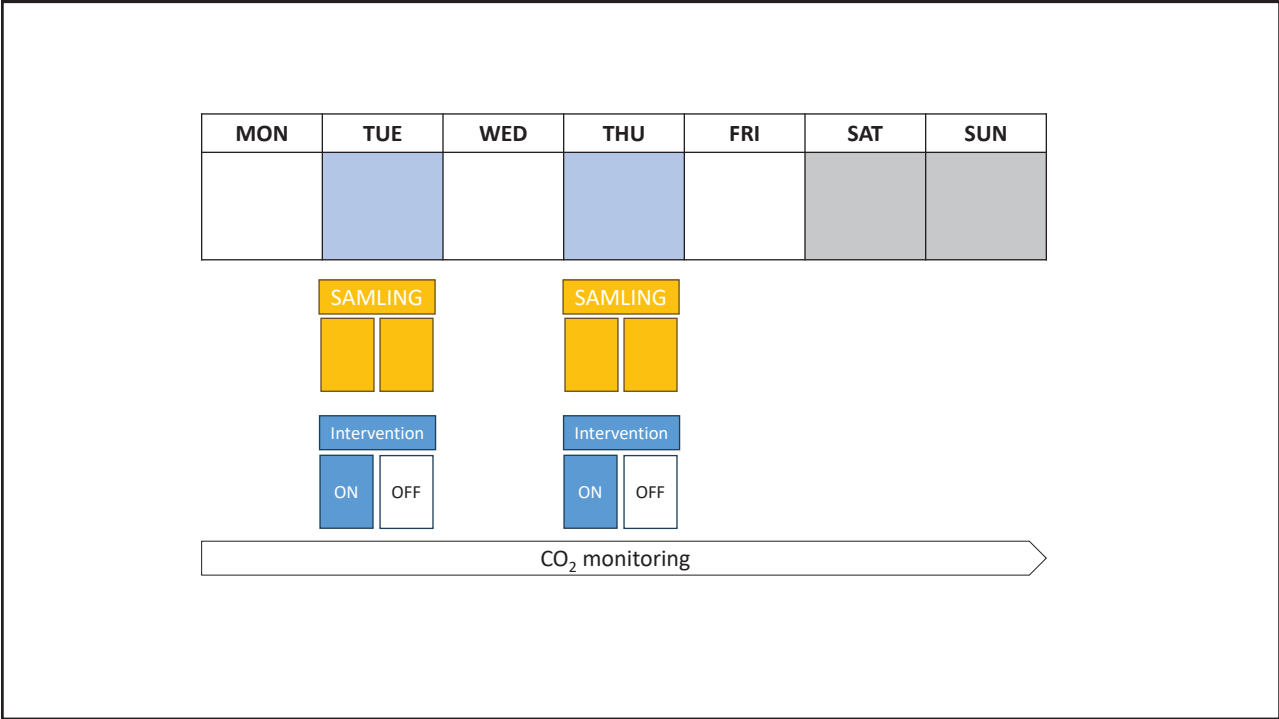 MON TUE WED THU FRI SAT SUN
SAMLING SAMLING
Intervention Intervention
ON OFF ON OFF
CO₂ monitoring